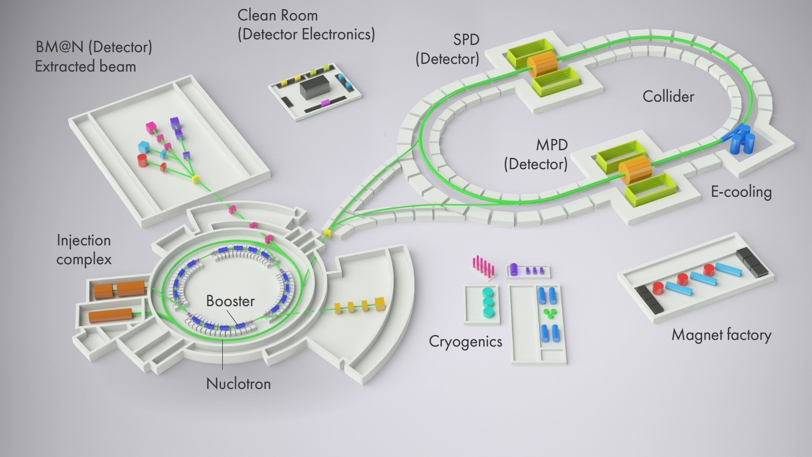 Clean Room
(Detector Electronics)
BM@N (Detector)
Extracted beam
SPD
(Detector)
Collider
MPD
(Detector)
E-cooling
Injection
complex
Booster
Nuclotron
Cryogenics
Magnet factory